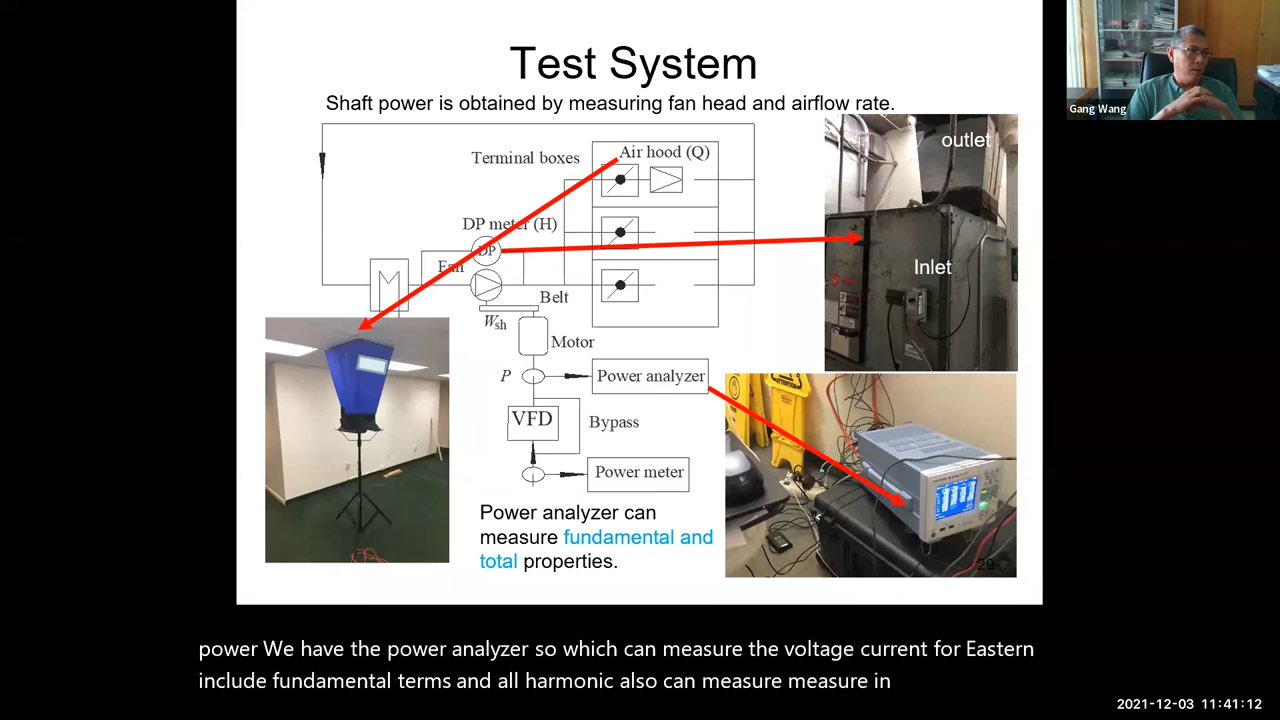 Test System
Shaft power is obtained by measuring fan head and airflow rate.
Gang Wang
Terminal boxes
Air hood (Q)
outlet
DP meter (H)
DP
Fan
Inlet
Belt
Wsh
Motor
P
Power analyzer
VFD
Bypass
Power meter
Power analyzer can
measure fundamental and
total properties.
29
power We have the power analyzer so which can measure the voltage current for Eastern
include fundamental terms and all harmonic also can measure measure in
2021-12-03 11:41:12